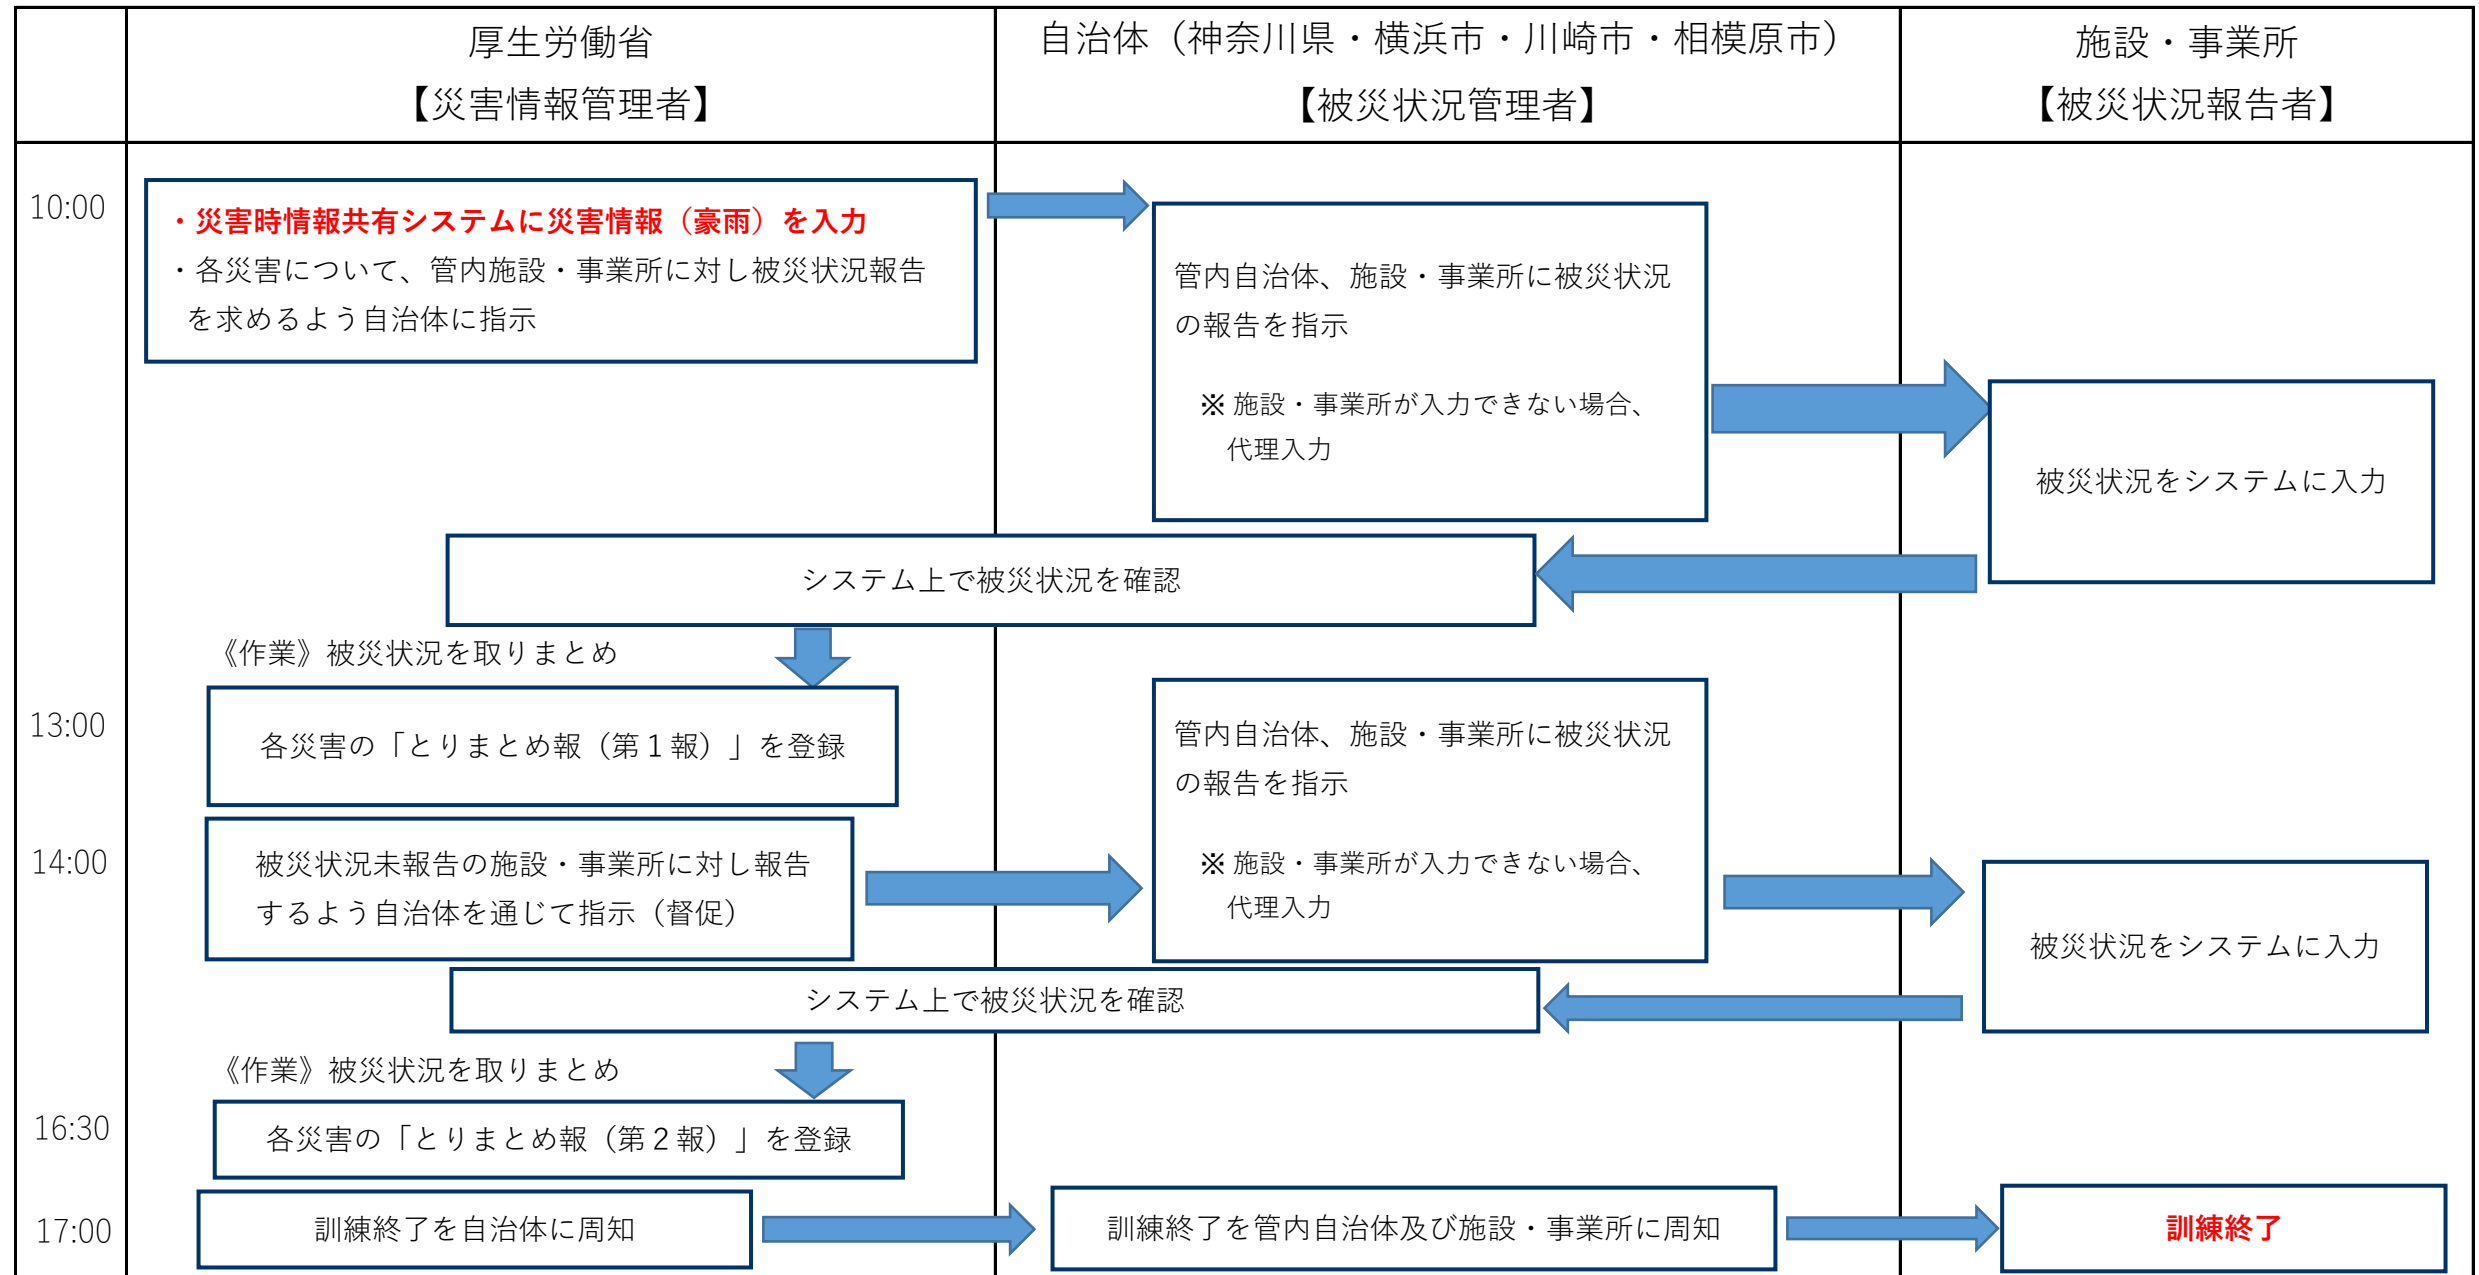 厚生労働省
【災害情報管理者】
自治体（神奈川県・横浜市・川崎市・相模原市）
【被災状況管理者】
施設・事業所
【被災状況報告者】
10:00
・災害時情報共有システムに災害情報（豪雨）を入力
・各災害について、管内施設・事業所に対し被災状況報告
を求めるよう自治体に指示
管内自治体、施設・事業所に被災状況
の報告を指示
※ 施設・事業所が入力できない場合、
代理入力
被災状況をシステムに入力
システム上で被災状況を確認
《作業》被災状況を取りまとめ
13:00
各災害の「とりまとめ報（第１報）」を登録
管内自治体、施設・事業所に被災状況
の報告を指示
※ 施設・事業所が入力できない場合、
代理入力
14:00
被災状況未報告の施設・事業所に対し報告
するよう自治体を通じて指示（督促）
被災状況をシステムに入力
システム上で被災状況を確認
《作業》被災状況を取りまとめ
16:30
各災害の「とりまとめ報（第２報）」を登録
17:00
訓練終了を自治体に周知
訓練終了を管内自治体及び施設・事業所に周知
訓練終了